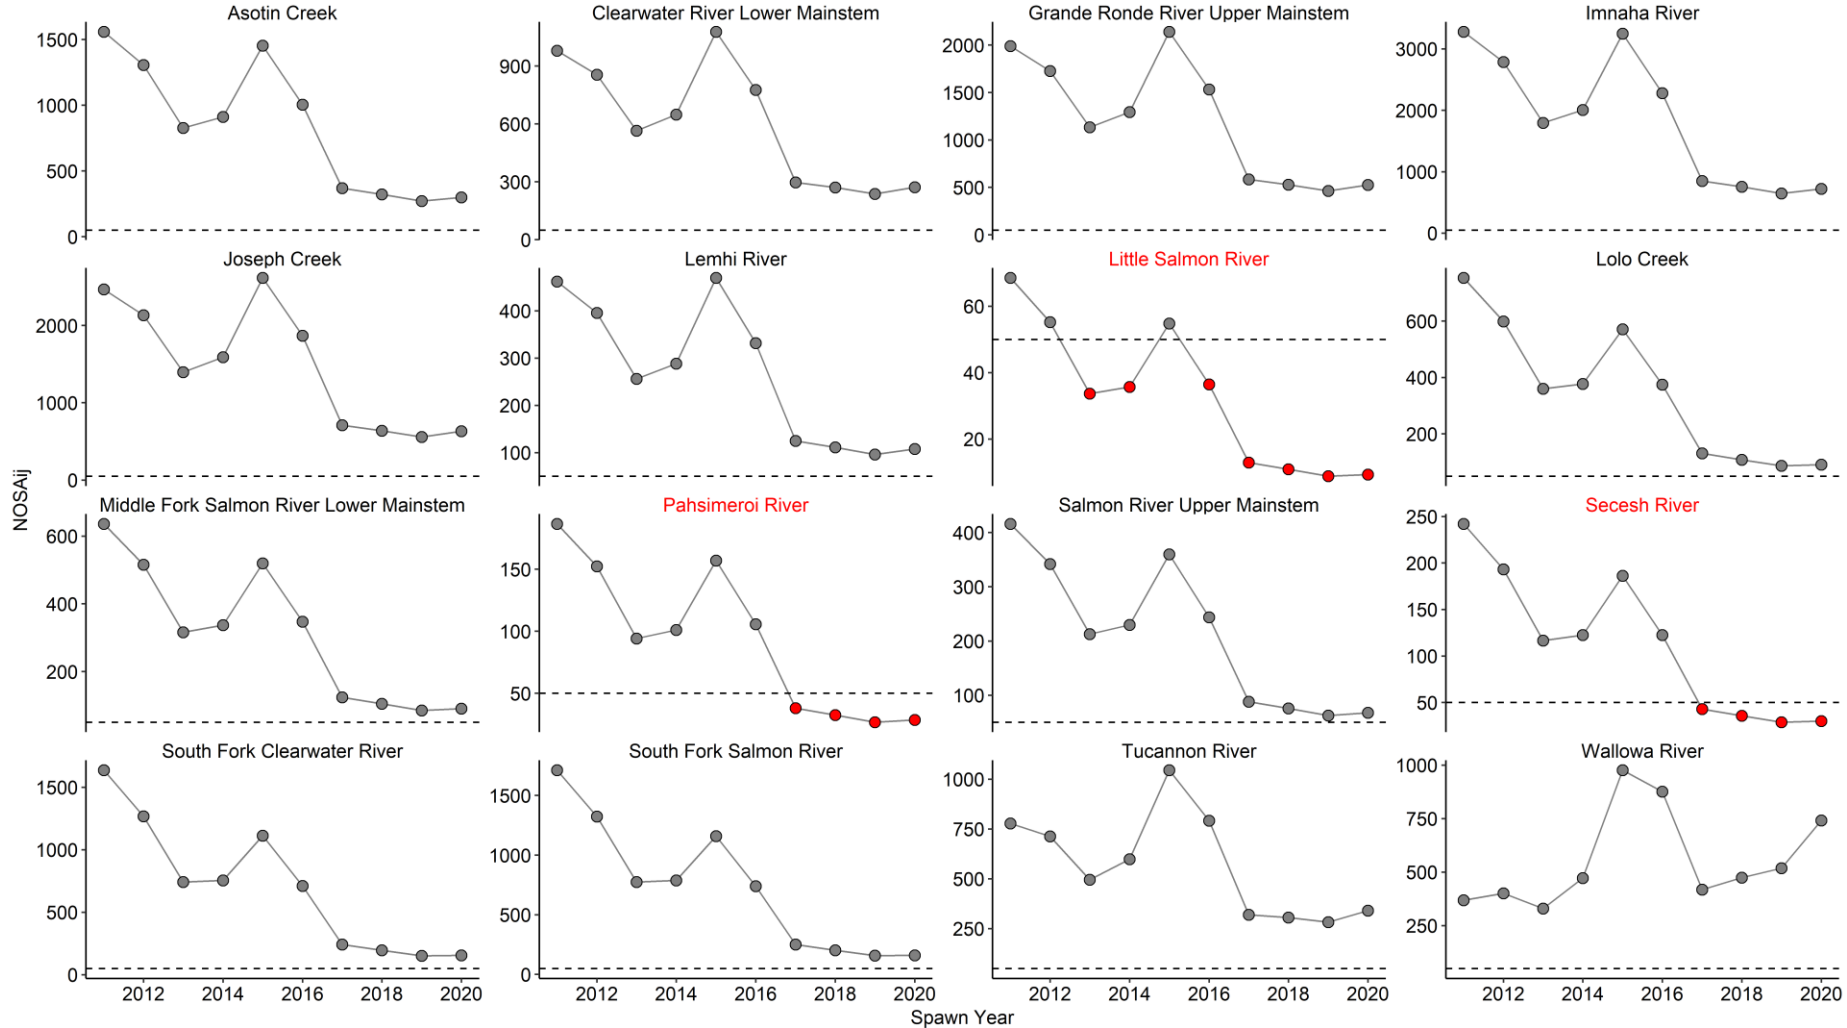 Asotin Creek
Clearwater River Lower Mainstem
Grande Ronde River Upper Mainstem
Imnaha River
1500
1000
500
0
900
600
300
0
2000
1500
1000
500
0
3000
2000
1000
0
Joseph Creek
Lemhi River
Little Salmon River
Lolo Creek
2000
1000
0
400
300
200
100
60
40
20
600
400
200
NOSAij
Middle Fork Salmon River Lower Mainstem
Pahsimeroi River
Salmon River Upper Mainstem
Secesh River
600
400
200
150
100
50
400
300
200
100
250
200
150
100
50
South Fork Clearwater River
South Fork Salmon River
Tucannon River
Wallowa River
1500
1000
500
0
1500
1000
500
0
1000
750
500
250
1000
750
500
250
2012 2014 2016 2018 2020
2012 2014 2016 2018 2020
2012 2014 2016 2018 2020
2012 2014 2016 2018 2020
Spawn Year